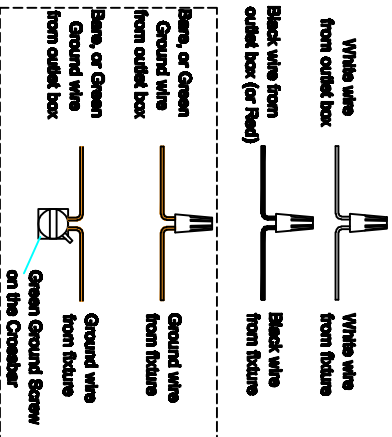 White wire
from outlet box
White wire
from fixture
Black wire from
outlet box (or Red)
Black wire
from fixture
Bare, or Green
Ground wire
from outlet box
Ground wire
from fixture
Bare, or Green
Ground wire
from outlet box
Ground wire
from fixture
Green Ground Screw
on the Crossbar